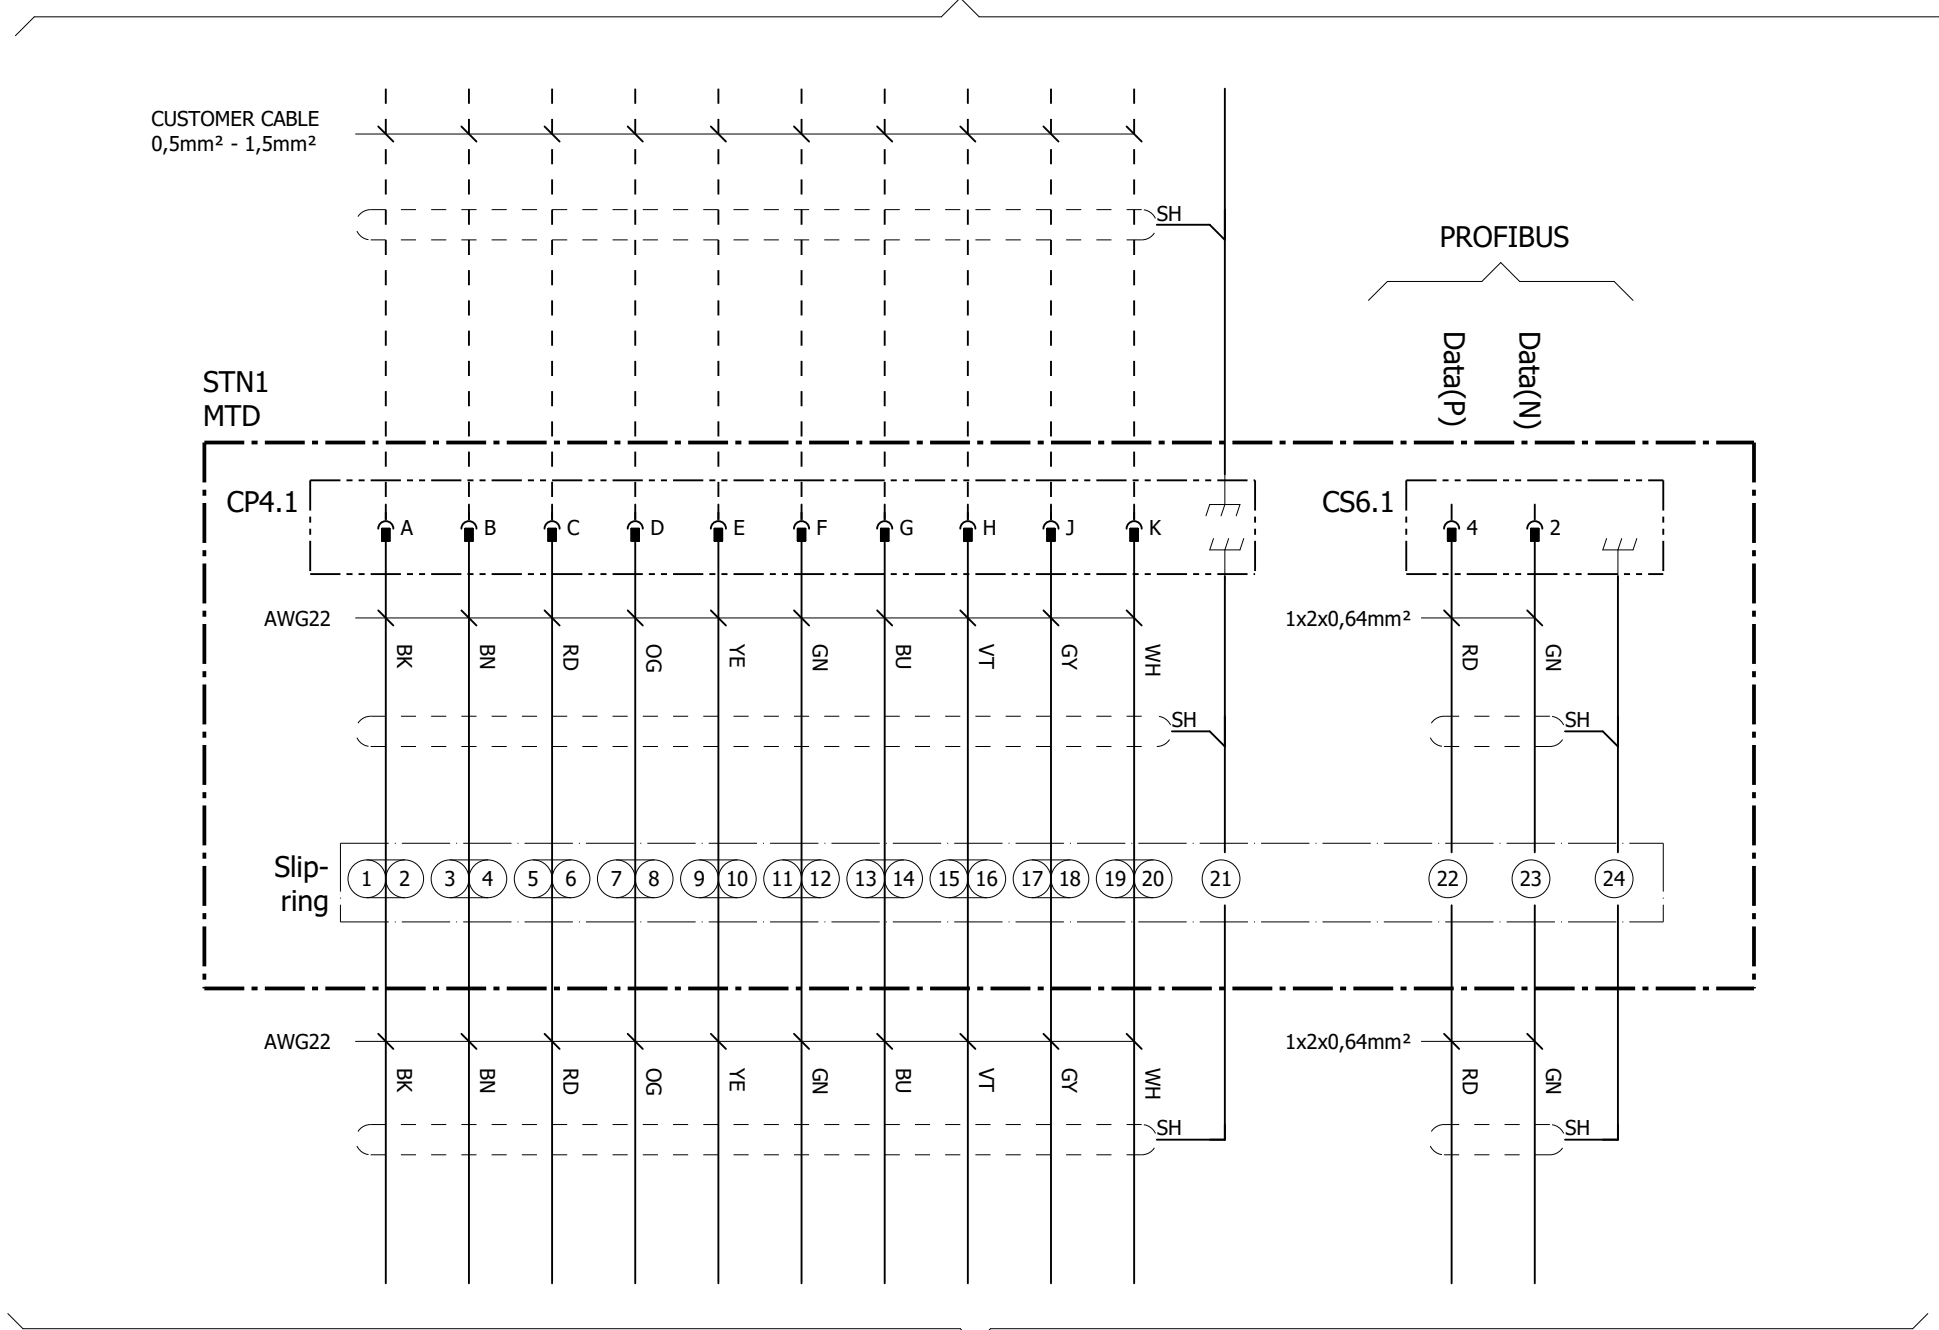 CUSTOMER CABLE
0,5mm² - 1,5mm²
SH
PROFIBUS
Data(P)
Data(N)
STN1
MTD
CP4.1
A B C D E F G H J K
CS6.1
4 2
AWG22
1x2x0,64mm²
BK BN RD OG YE GN BU VT GY WH
RD GN
SH
SH
Slip-
ring
1 2 3 4 5 6 7 8 9 10 11 12 13 14 15 16 17 18 19 20 21 22 23 24
AWG22
1x2x0,64mm²
BK BN RD OG YE GN BU VT GY WH
RD GN
SH
SH